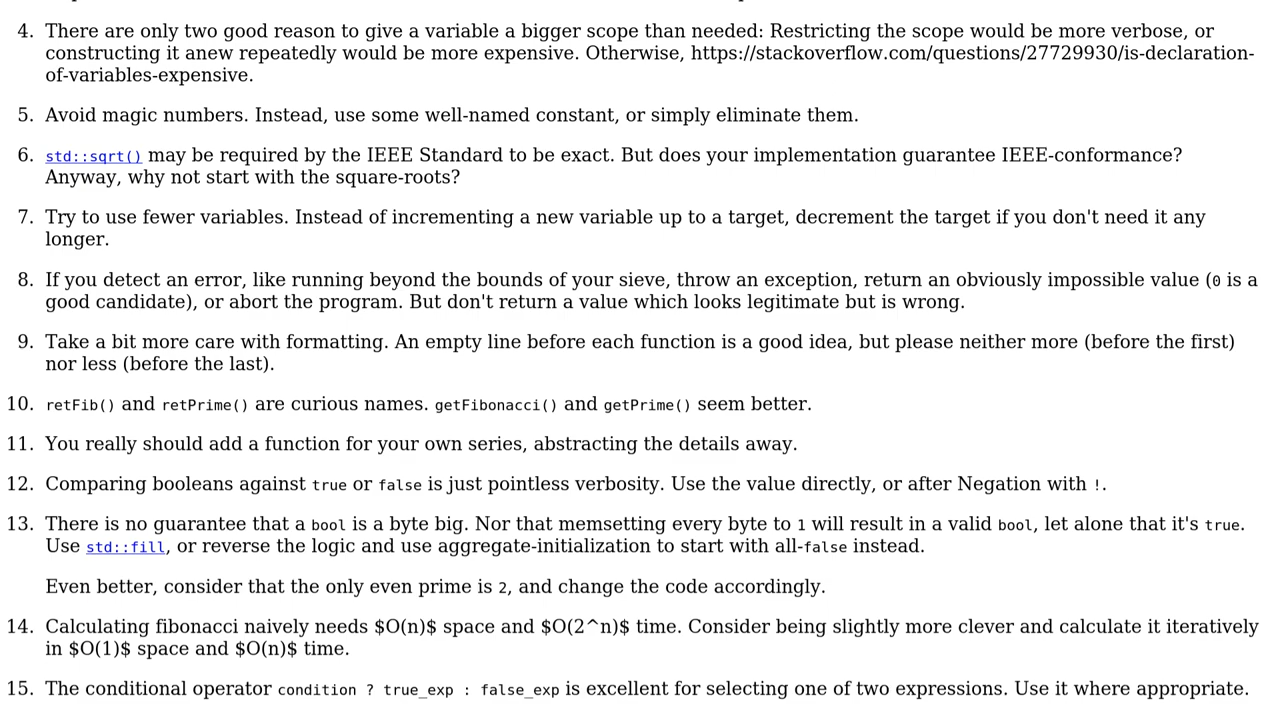 4. There are only two good reason to give a variable a bigger scope than needed: Restricting the scope would be more verbose, or
constructing it anew repeatedly would be more expensive. Otherwise, https://stackoverflow.com/questions/27729930/is-declaration-
of-variables-expensive.
5. Avoid magic numbers. Instead, use some well-named constant, or simply eliminate them.
6. std::sqrt() may be required by the IEEE Standard to be exact. But does your implementation guarantee IEEE-conformance?
Anyway, why not start with the square-roots?
7. Try to use fewer variables. Instead of incrementing a new variable up to a target, decrement the target if you don't need it any
longer.
8. If you detect an error, like running beyond the bounds of your sieve, throw an exception, return an obviously impossible value (0 is a
good candidate), or abort the program. But don't return a value which looks legitimate but is wrong.
9. Take a bit more care with formatting. An empty line before each function is a good idea, but please neither more (before the first)
nor less (before the last).
10. retFib() and retPrime() are curious names. getFibonacci() and getPrime() seem better.
11. You really should add a function for your own series, abstracting the details away.
12. Comparing booleans against true or false is just pointless verbosity. Use the value directly, or after Negation with !.
13. There is no guarantee that a bool is a byte big. Nor that memsetting every byte to 1 will result in a valid bool, let alone that it's true.
Use std::fill, or reverse the logic and use aggregate-initialization to start with all-false instead.
Even better, consider that the only even prime is 2, and change the code accordingly.
14. Calculating fibonacci naively needs $O(n)$ space and $O(2^n)$ time. Consider being slightly more clever and calculate it iteratively
in $O(1)$ space and $O(n)$ time.
15. The conditional operator condition ? true_exp : false_exp is excellent for selecting one of two expressions. Use it where appropriate.